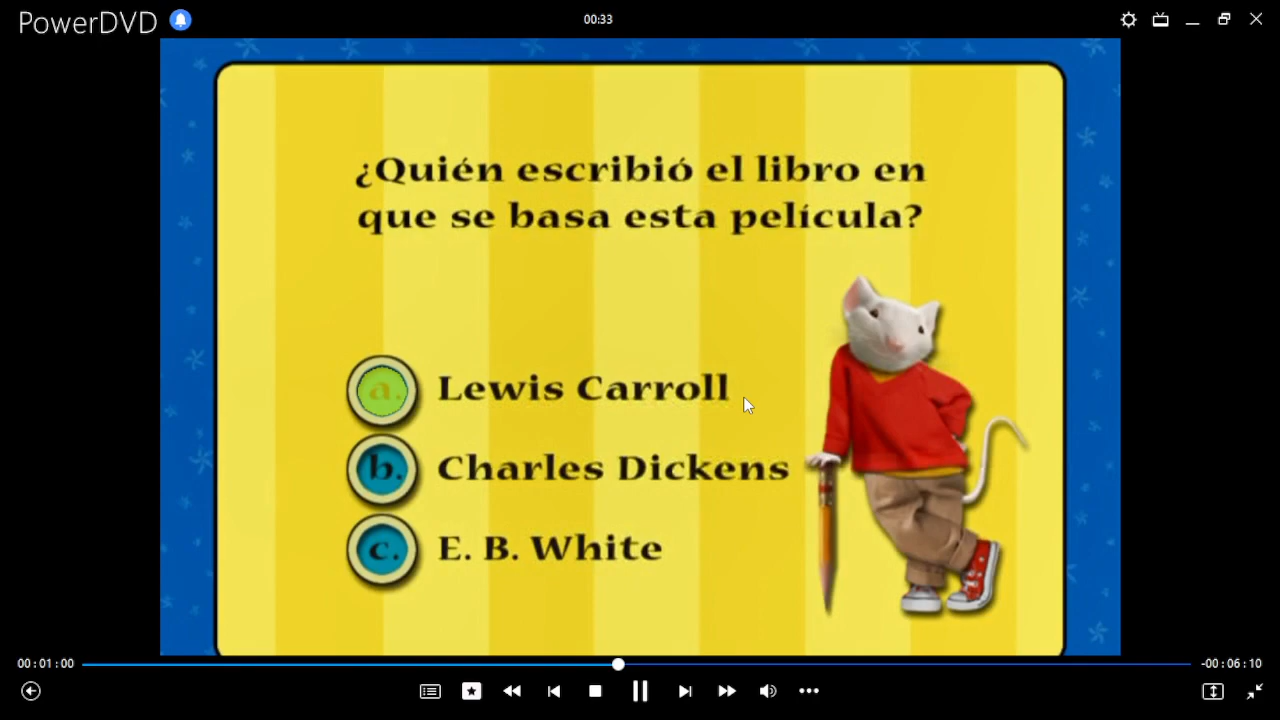 PowerDVD
00:33
¿Quién escribió el libro en
que se basa esta película?
a. Lewis Carroll
b. Charles Dickens
c. E. B. White
00:01:00
-00:06:10